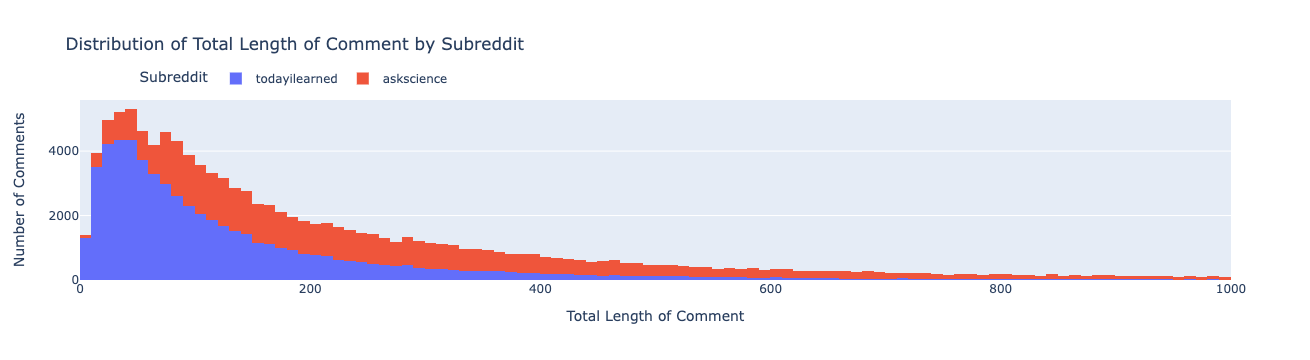 Distribution of Total Length of Comment by Subreddit
Subreddit todayilearned askscience
Number of Comments
4000
2000
0
0 200 400 600 800 1000
Total Length of Comment